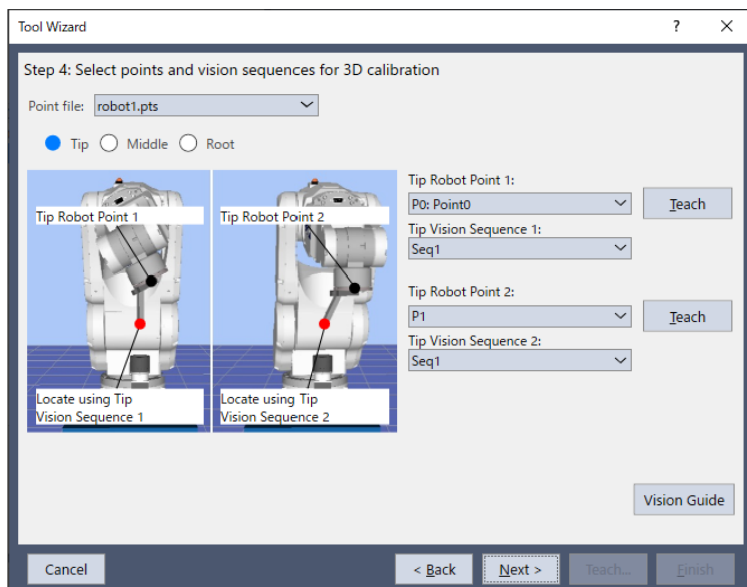 Tool Wizard
Step 4: Select points and vision sequences for 3D calibration
Point file:
robot1.pts
Tip
Middle
Root
Tip Robot Point 1
Locate using Tip
Vision Sequence 1
Tip Robot Point 2
Locate using Tip
Vision Sequence 2
Tip Robot Point 1:
P0: Point0
Teach
Tip Vision Sequence 1:
Seq1
Tip Robot Point 2:
P1
Teach
Tip Vision Sequence 2:
Seq1
Vision Guide
Cancel
< Back
Next >
Teach...
Finish